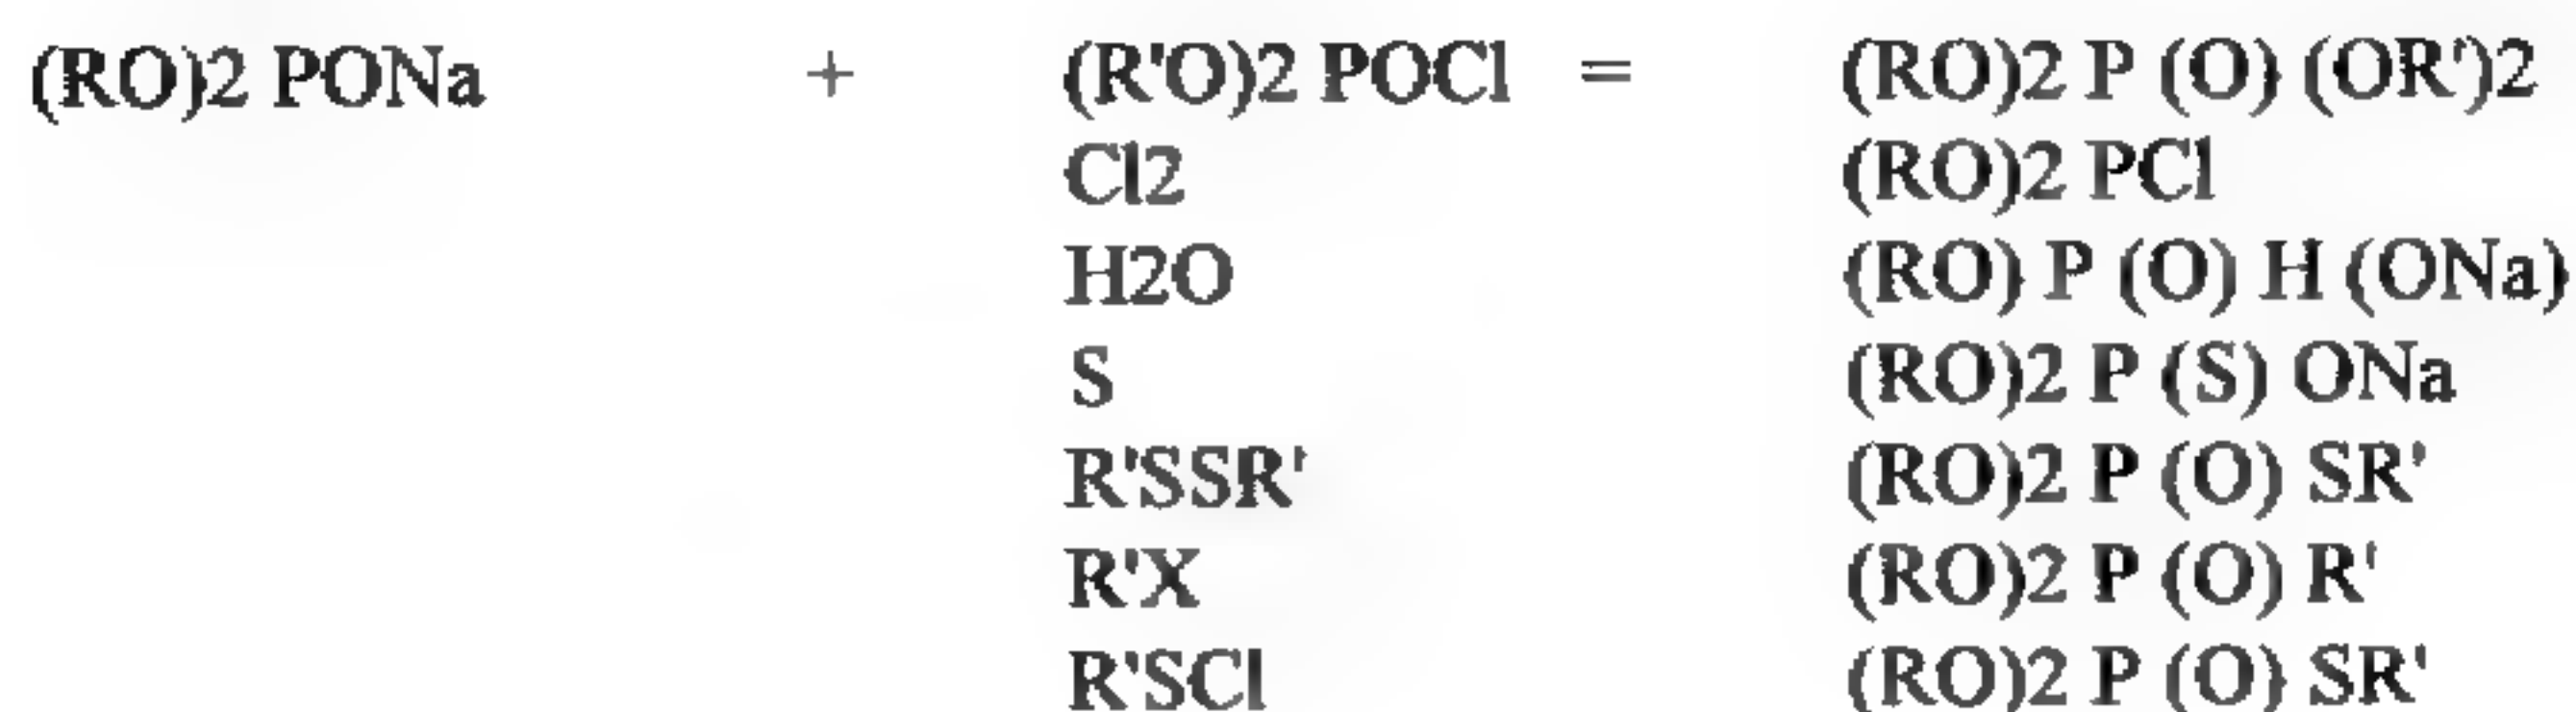 (RO)2 PONa + (R'O)2 POCl = (RO)2 P (O) (OR')2
Cl2 (RO)2 PCl
H2O (RO) P (O) H (ONa)
S (RO)2 P (S) ONa
R'SSR' (RO)2 P (O) SR'
R'X (RO)2 P (O) R'
R'SCl (RO)2 P (O) SR'